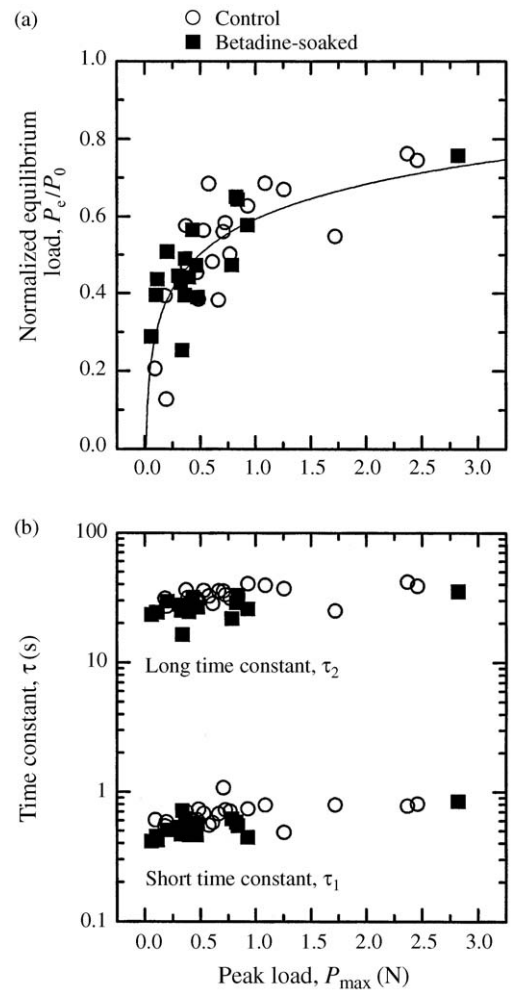 (a)
Control
Betadine-soaked
1.0
0.8
0.6
0.4
0.2
0.0
Normalized equilibrium
load, Pe/P0
0.0 0.5 1.0 1.5 2.0 2.5 3.0
(b)
100
10
1
0.1
Time constant, τ(s)
Long time constant, τ2
Short time constant, τ1
0.0 0.5 1.0 1.5 2.0 2.5 3.0
Peak load, Pmax (N)